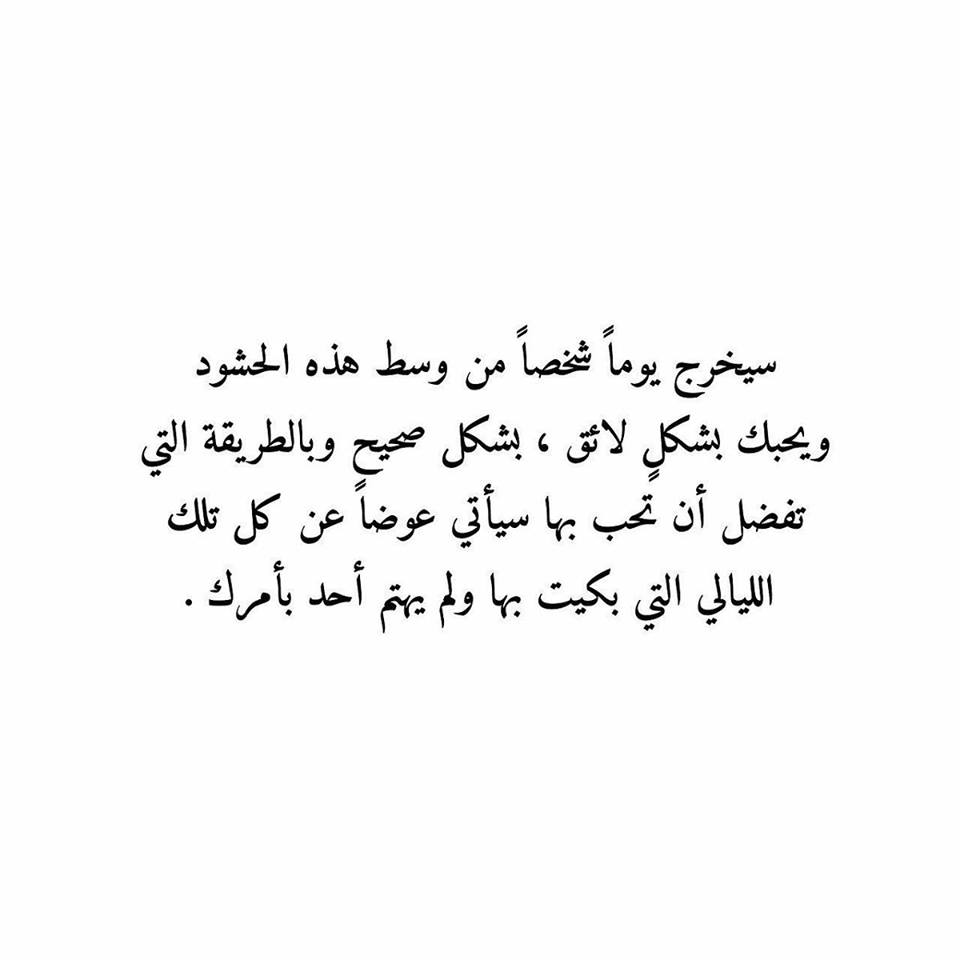 سيخرج يوماً شخصاً من وسط هذه الحشود
ويحبك بشكلٍ لائق ، بشكل صحيح وبالطريقة التي
تفضل أن تُحب بها سيأتي عوضاً عن كل تلك
الليالي التي بكيت بها ولم يهتم أحد بأمرك .